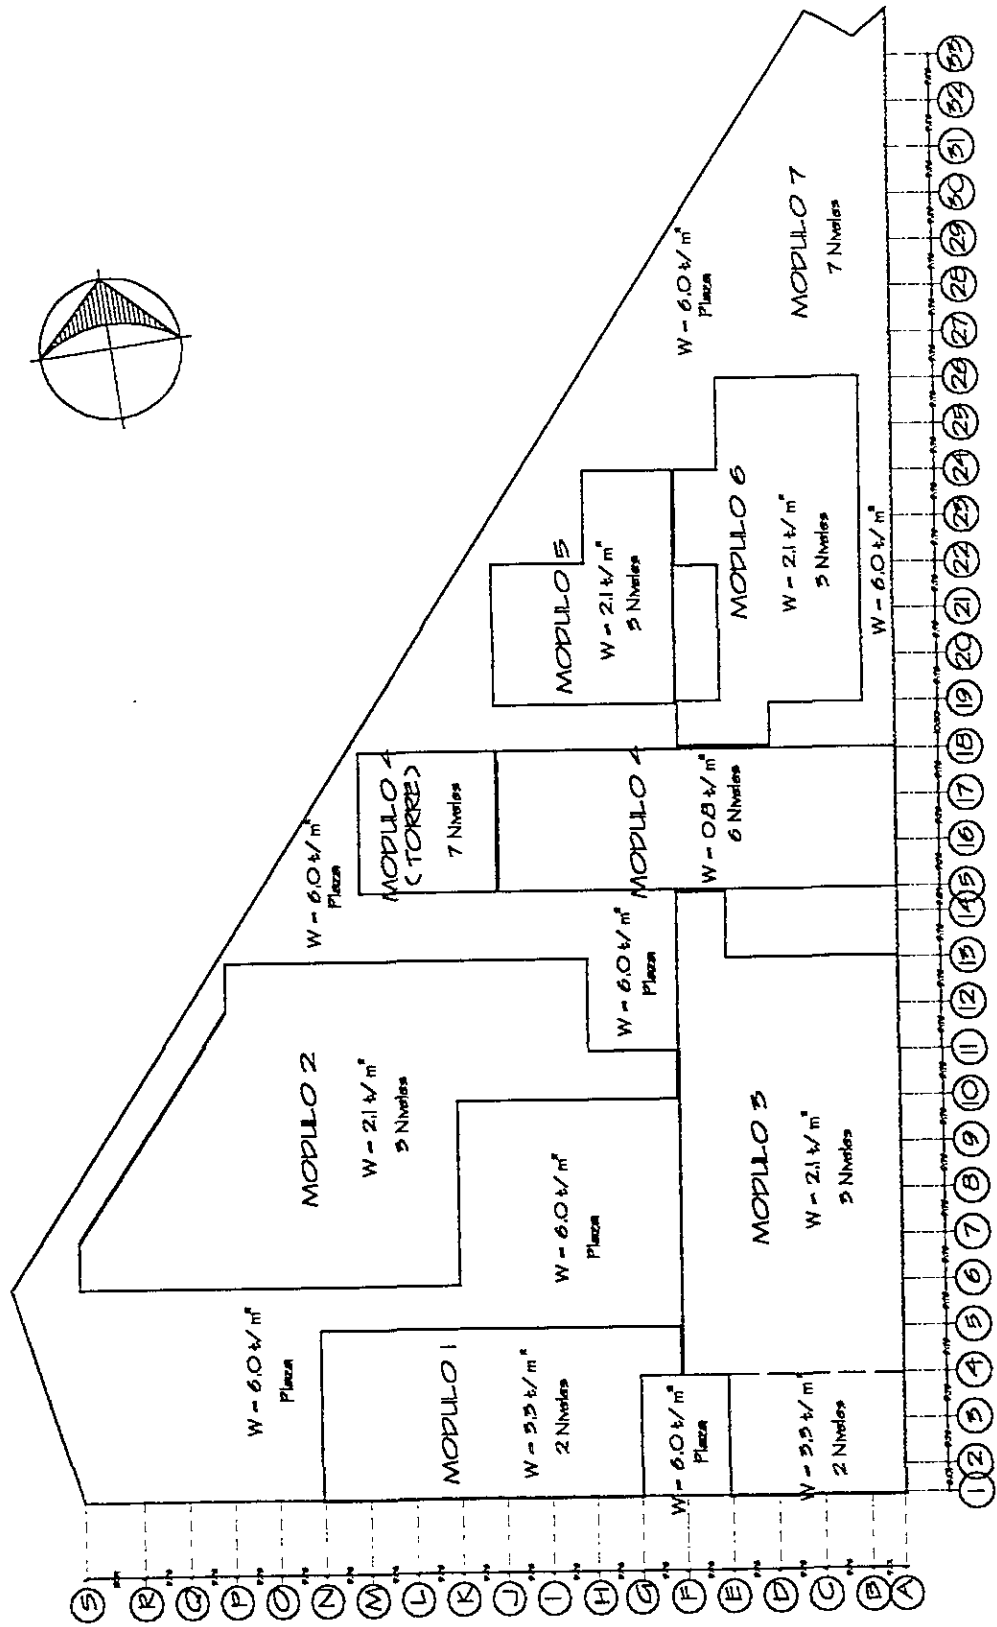 MODULO 1
W = 3.3 t/m²
2 Niveles
W = 6.0 t/m²
Plaza
W = 6.0 t/m²
Plaza
W = 3.3 t/m²
2 Niveles
MODULO 2
W = 2.1 t/m²
3 Niveles
W = 6.0 t/m²
Plaza
MODULO 3
W = 2.1 t/m²
3 Niveles
W = 6.0 t/m²
Plaza
W = 6.0 t/m²
Plaza
MODULO 4
(TORRE)
7 Niveles
MODULO 4
W = 0.8 t/m²
6 Niveles
MODULO 5
W = 2.1 t/m²
3 Niveles
MODULO 6
W = 2.1 t/m²
3 Niveles
W = 6.0 t/m²
W = 6.0 t/m²
Plaza
MODULO 7
7 Niveles
S
R
Q
P
O
N
M
L
K
J
I
H
G
F
E
D
C
B
A
1
2
3
4
5
6
7
8
9
10
11
12
13
14
15
16
17
18
19
20
21
22
23
24
25
26
27
28
29
30
31
32
33